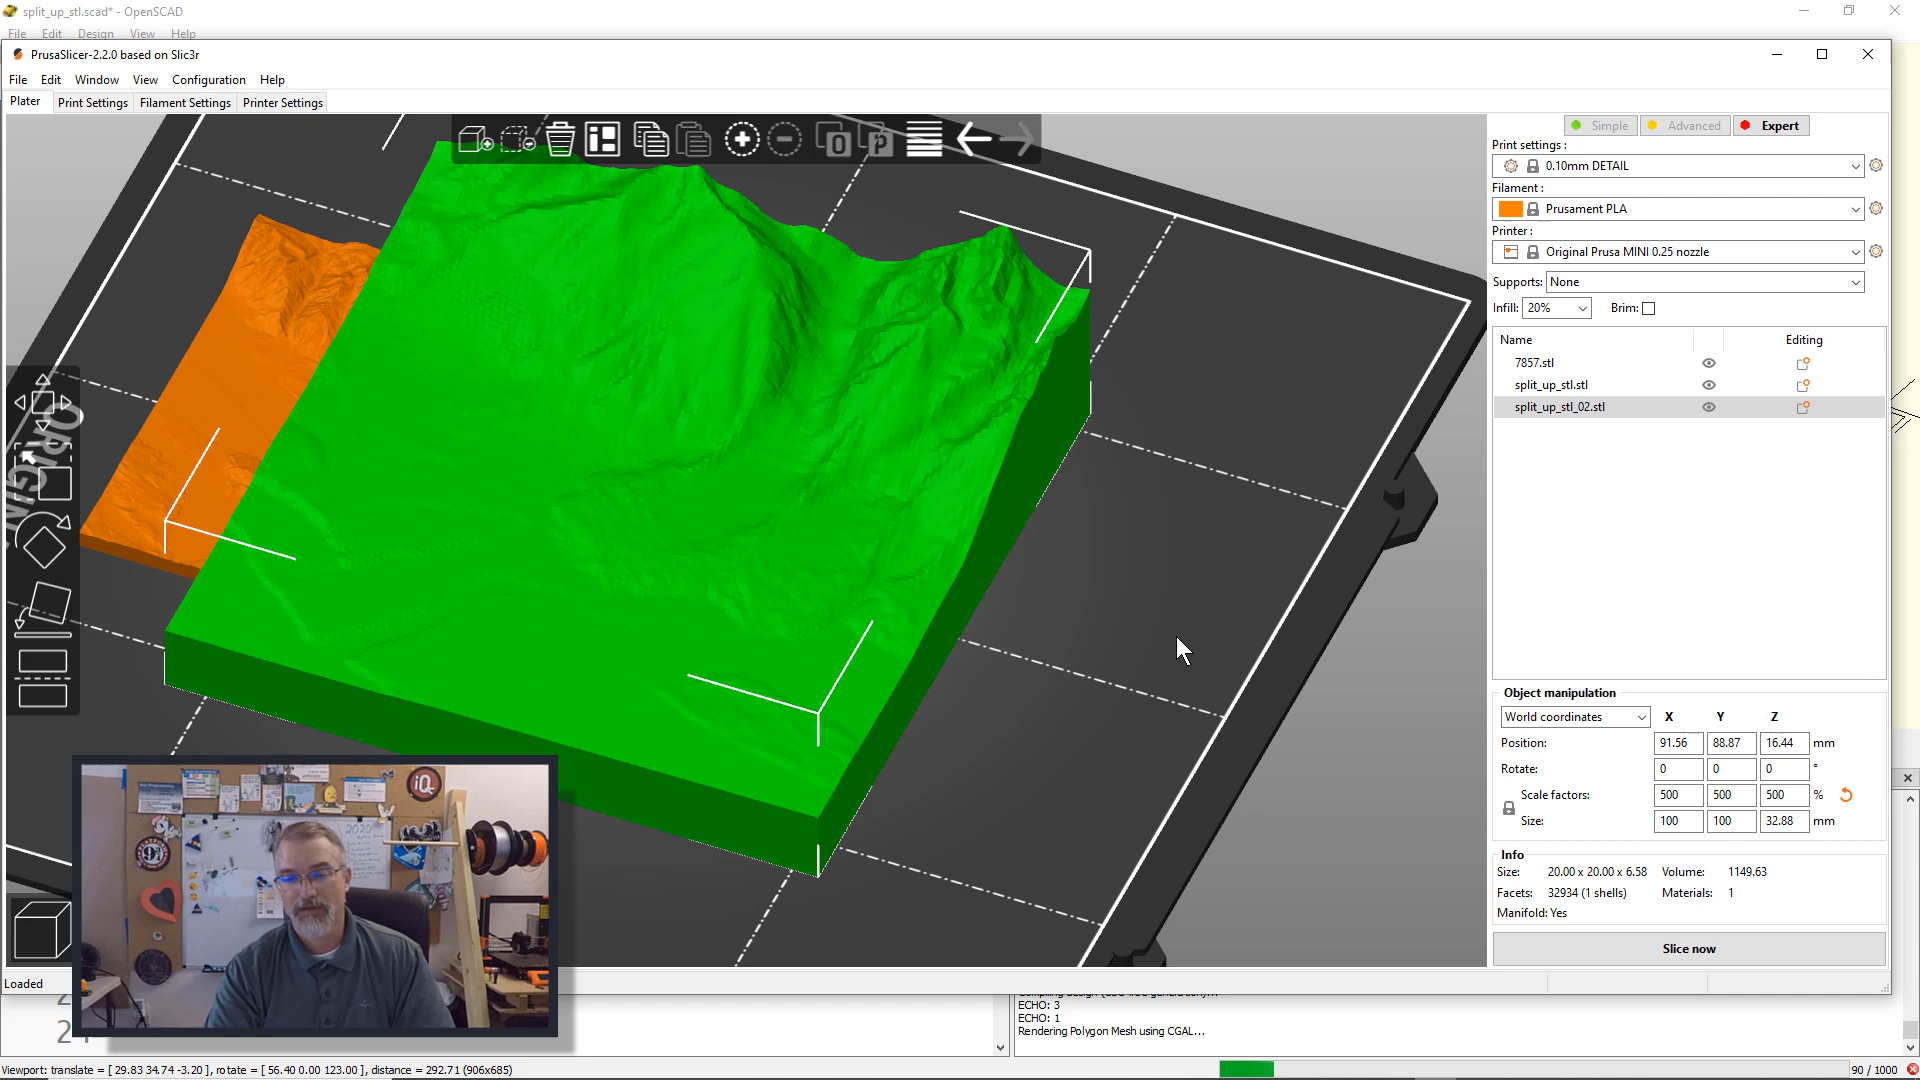 split_up_stl.scad* - OpenSCAD
File Edit Design View Help
PrusaSlicer-2.2.0 based on Slic3r
File Edit Window View Configuration Help
Plater Print Settings Filament Settings Printer Settings
Simple Advanced Expert
Print settings :
0.10mm DETAIL
Filament :
Prusament PLA
Printer :
Original Prusa MINI 0.25 nozzle
Supports: None
Infill: 20% Brim:
Name Editing
7857.stl
split_up_stl.stl
split_up_stl_02.stl
ORIGIN
Object manipulation
World coordinates X Y Z
Position: 91.56 88.87 16.44 mm
Rotate: 0 0 0 °
Scale factors: 500 500 500 %
Size: 100 100 32.88 mm
Info
Size: 20.00 x 20.00 x 6.58 Volume: 1149.63
Facets: 32934 (1 shells) Materials: 1
Manifold: Yes
Slice now
iQ
2020
9¾
Loaded
ECHO: 3
ECHO: 1
Rendering Polygon Mesh using CGAL...
Viewport: translate = [ 29.83 34.74 -3.20 ], rotate = [ 56.40 0.00 123.00 ], distance = 292.71 (906x685)
90 / 1000